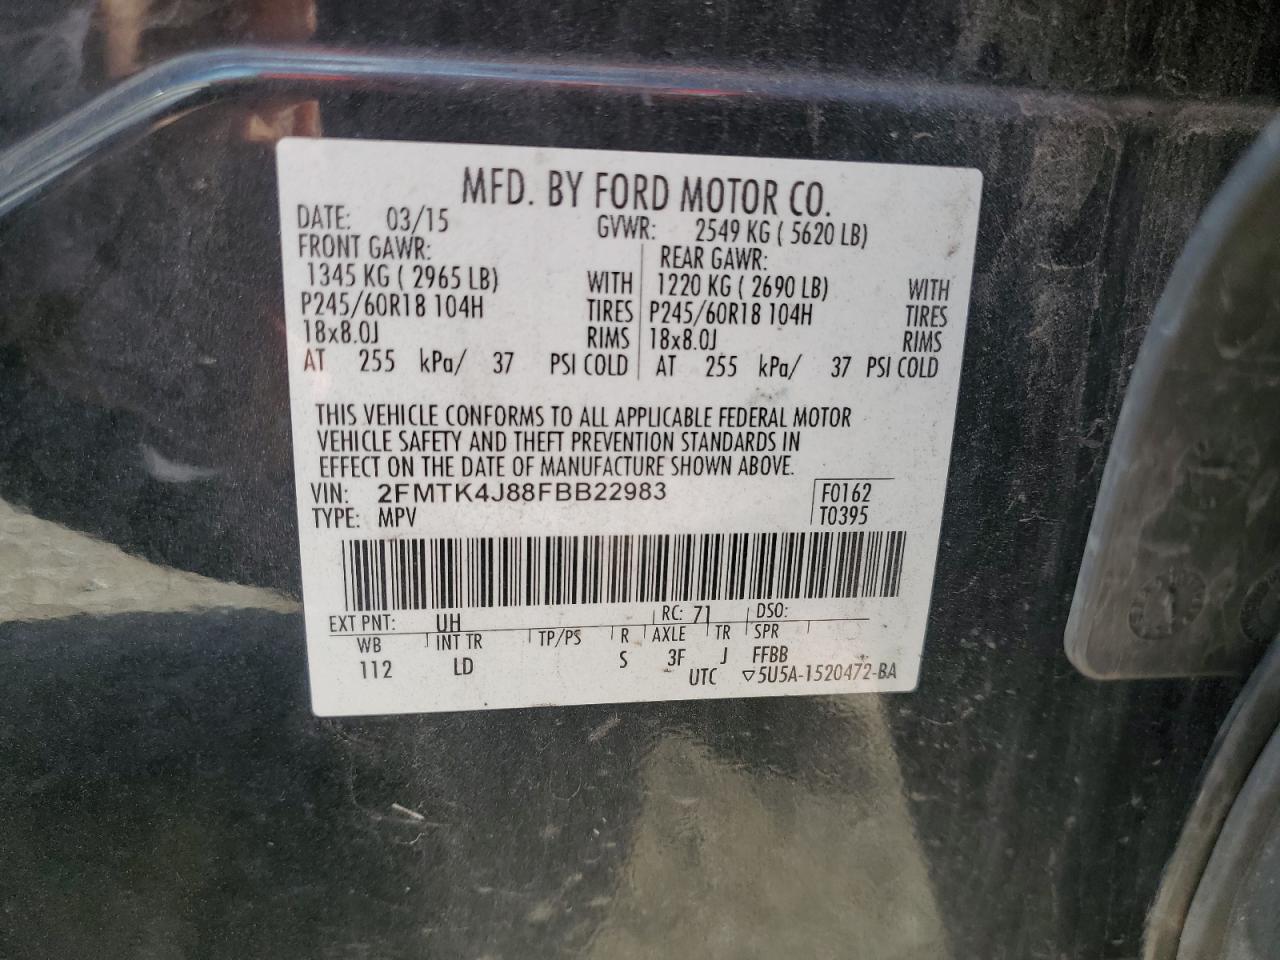 MFD. BY FORD MOTOR CO.
DATE: 03/15 GVWR: 2549 KG ( 5620 LB)
FRONT GAWR: REAR GAWR:
1345 KG ( 2965 LB) WITH 1220 KG ( 2690 LB) WITH
P245/60R18 104H TIRES P245/60R18 104H TIRES
18x8.0J RIMS 18x8.0J RIMS
AT 255 kPa/ 37 PSI COLD AT 255 kPa/ 37 PSI COLD
THIS VEHICLE CONFORMS TO ALL APPLICABLE FEDERAL MOTOR
VEHICLE SAFETY AND THEFT PREVENTION STANDARDS IN
EFFECT ON THE DATE OF MANUFACTURE SHOWN ABOVE.
VIN: 2FMTK4J88FBB22983 F0162
TYPE: MPV T0395
EXT PNT: UH RC: 71 DSO:
WB INT TR TP/PS R AXLE TR SPR
112 LD S 3F J FFBB
UTC ▽5U5A-1520472-BA